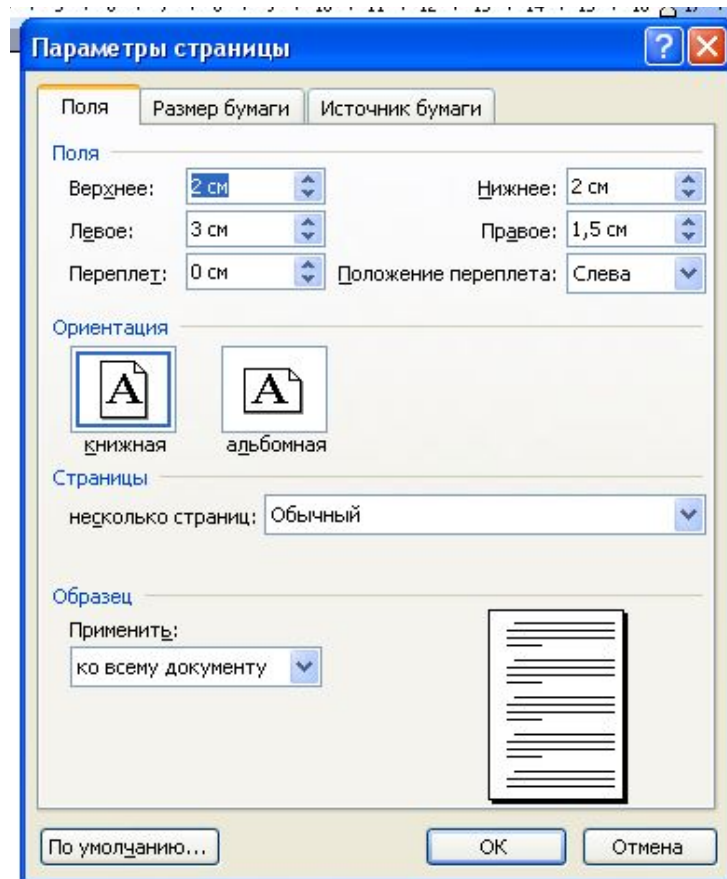 Параметры страницы
Поля Размер бумаги Источник бумаги
Поля
Верхнее: 2 см Нижнее: 2 см
Левое: 3 см Правое: 1,5 см
Переплет: 0 см Положение переплета: Слева
Ориентация
A A
книжная альбомная
Страницы
несколько страниц: Обычный
Образец
Применить:
ко всему документу
По умолчанию... ОК Отмена